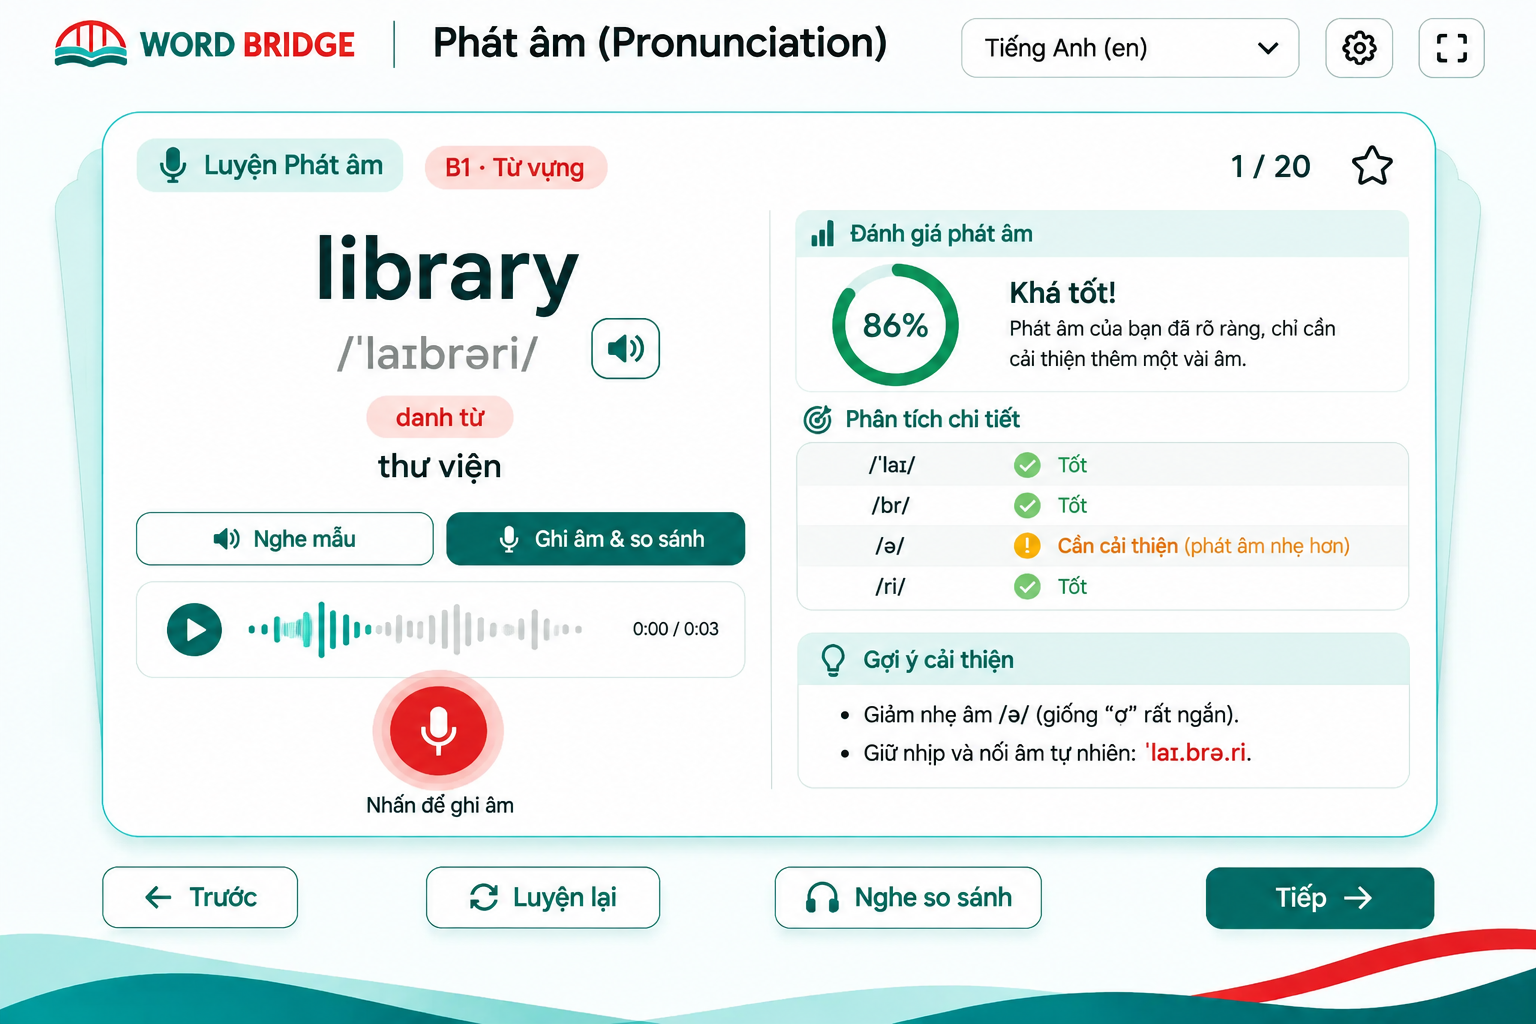 WORD BRIDGE
Phát âm (Pronunciation)
Tiếng Anh (en)
Luyện Phát âm
B1 · Từ vựng
1 / 20
library
/ˈlaɪbrəri/
danh từ
thư viện
Nghe mẫu
Ghi âm & so sánh
0:00 / 0:03
Nhấn để ghi âm
Đánh giá phát âm
86%
Khá tốt!
Phát âm của bạn đã rõ ràng, chỉ cần
cải thiện thêm một vài âm.
Phân tích chi tiết
/ˈlaɪ/ Tốt
/br/ Tốt
/ə/ Cần cải thiện (phát âm nhẹ hơn)
/ri/ Tốt
Gợi ý cải thiện
• Giảm nhẹ âm /ə/ (giống “ợ” rất ngắn).
• Giữ nhịp và nối âm tự nhiên: ˈlaɪ.brə.ri.
Trước
Luyện lại
Nghe so sánh
Tiếp